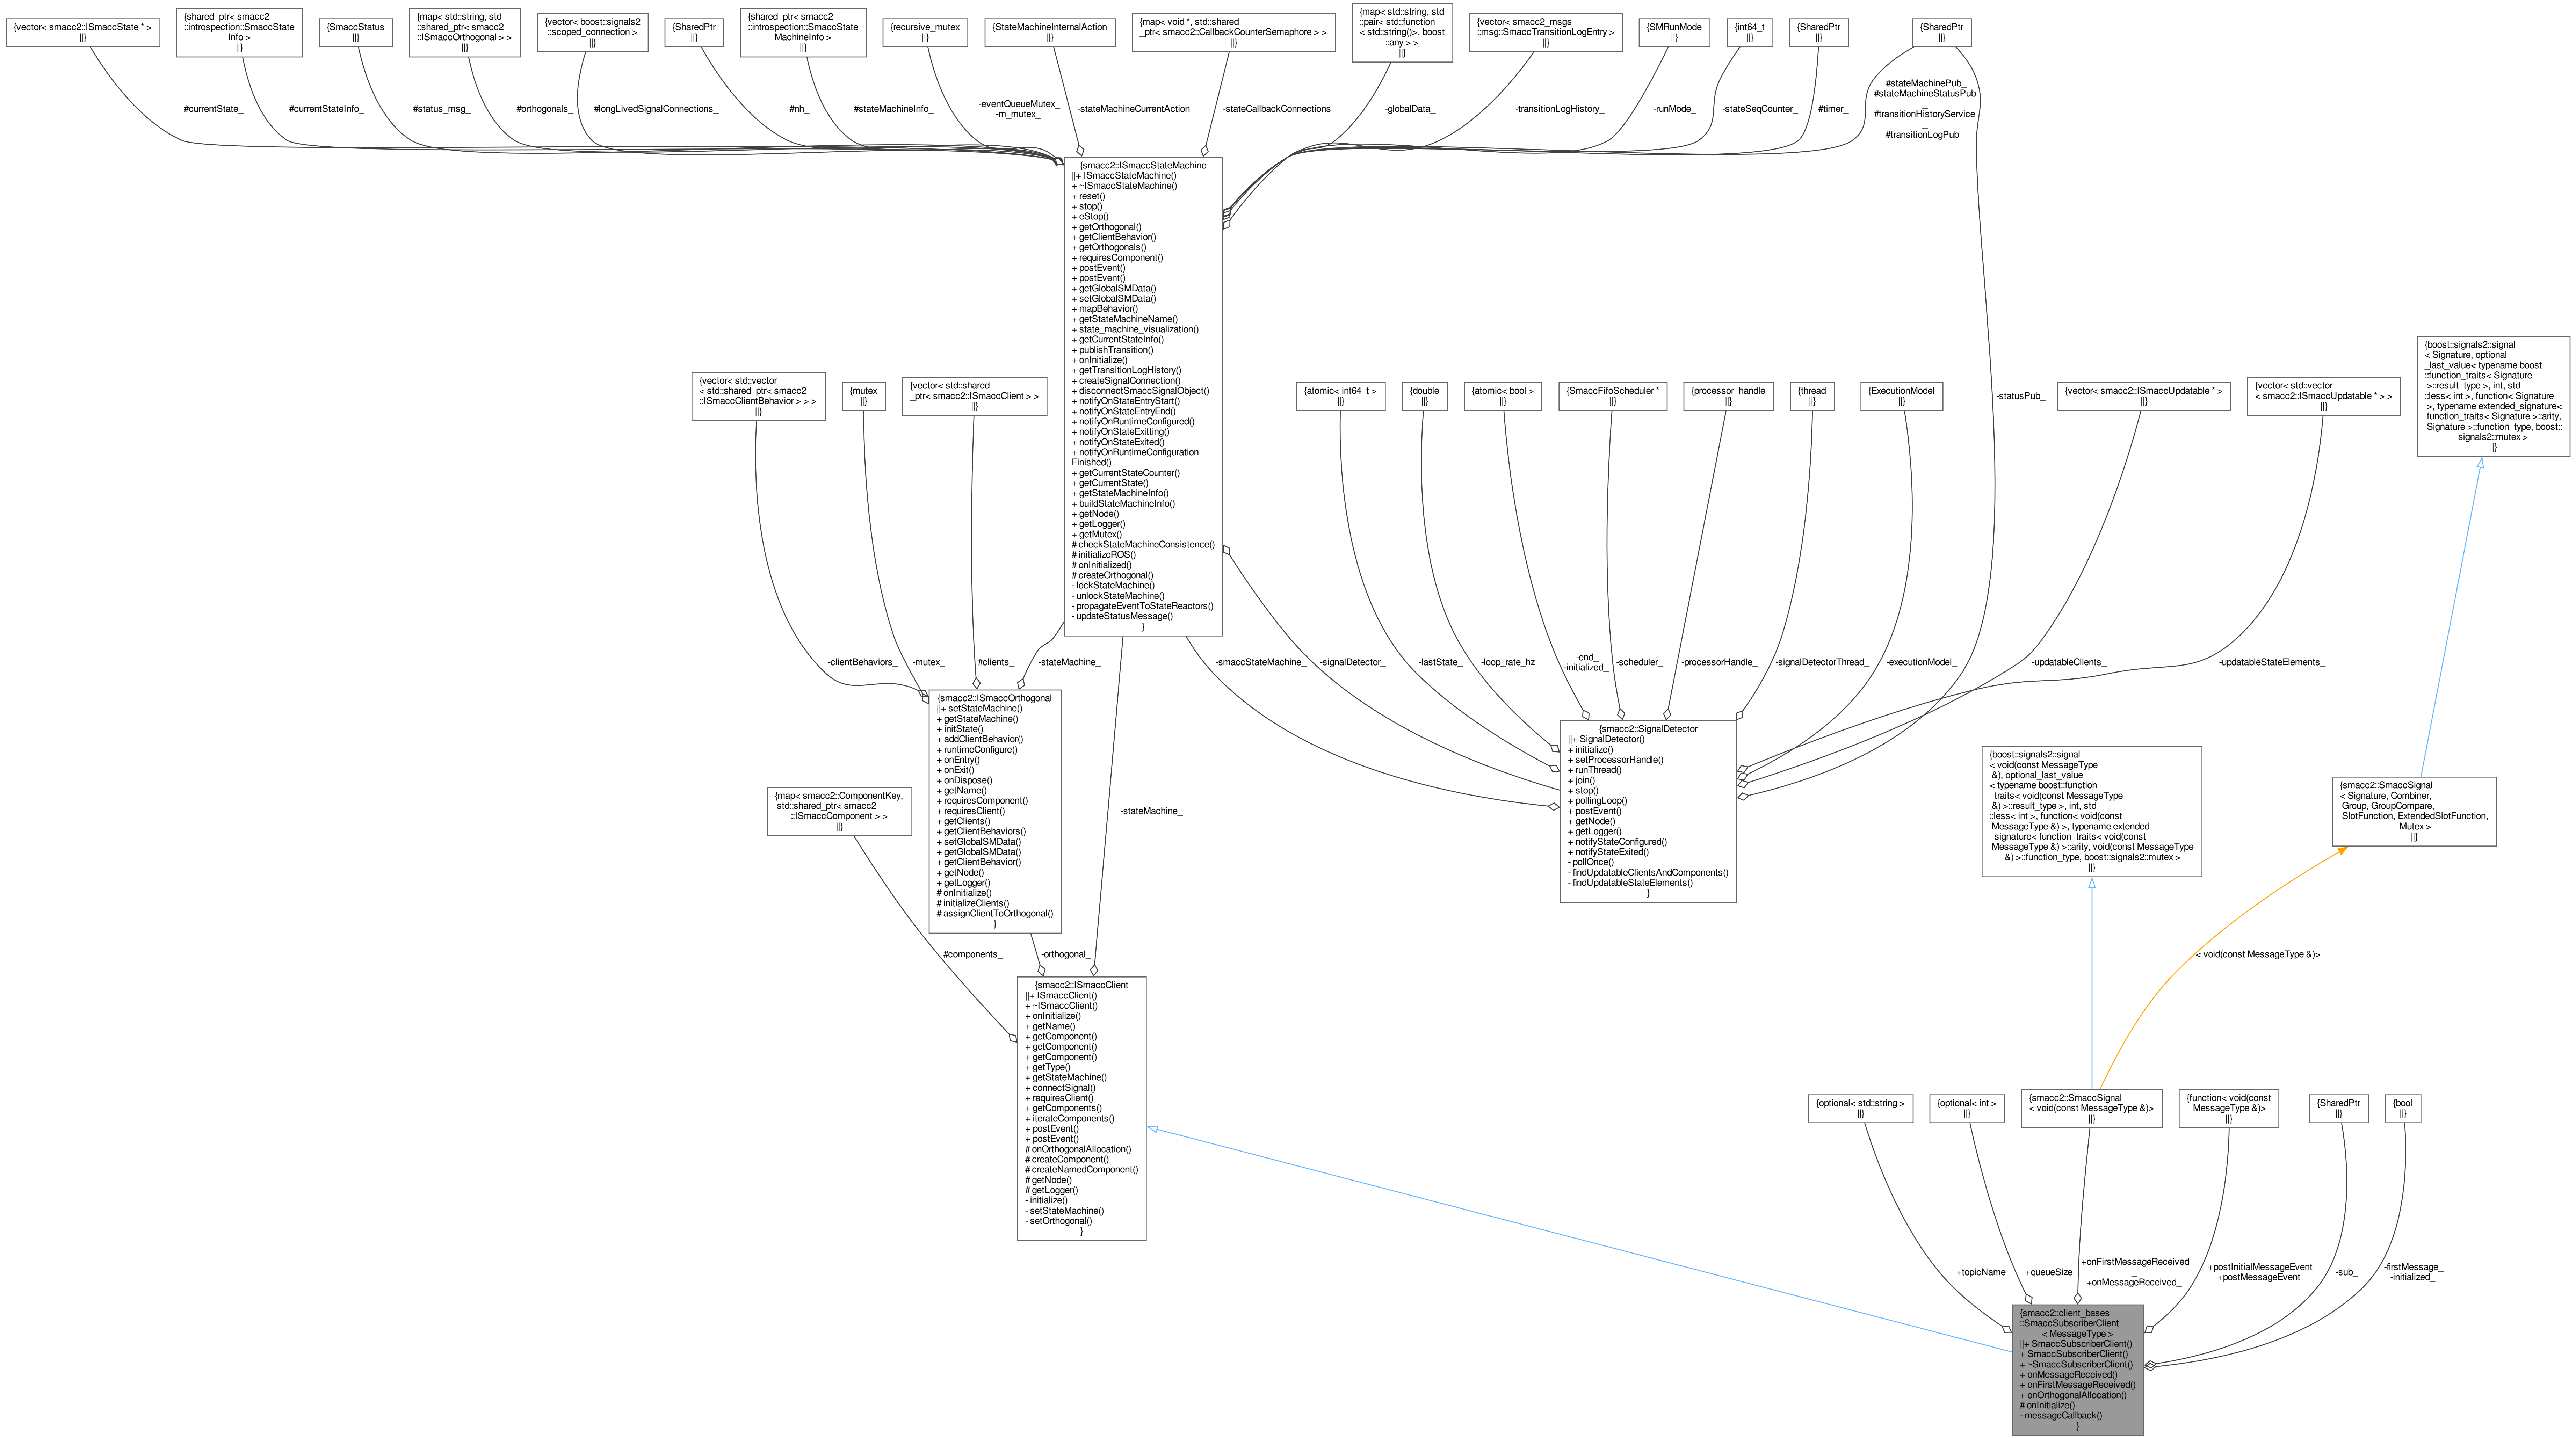 {vector< smacc2::ISmaccState * >
||}
{shared_ptr< smacc2
::introspection::SmaccState
Info >
||}
{SmaccStatus
||}
{map< std::string, std
::shared_ptr< smacc2
::ISmaccOrthogonal > >
||}
{vector< boost::signals2
::scoped_connection >
||}
{SharedPtr
||}
{shared_ptr< smacc2
::introspection::SmaccState
MachineInfo >
||}
{recursive_mutex
||}
{StateMachineInternalAction
||}
{map< void *, std::shared
_ptr< smacc2::CallbackCounterSemaphore > >
||}
{map< std::string, std
::pair< std::function
< std::string()>, boost
::any > >
||}
{vector< smacc2_msgs
::msg::SmaccTransitionLogEntry >
||}
{SMRunMode
||}
{int64_t
||}
{SharedPtr
||}
{SharedPtr
||}
#currentState_
#currentStateInfo_
#status_msg_
#orthogonals_
#longLivedSignalConnections_
#nh_
#stateMachineInfo_
-eventQueueMutex_
-m_mutex_
-stateMachineCurrentAction
-stateCallbackConnections
-globalData_
-transitionLogHistory_
-runMode_
-stateSeqCounter_
#timer_
#stateMachinePub_
#stateMachineStatusPub
_
#transitionHistoryService
_
#transitionLogPub_
{smacc2::ISmaccStateMachine
||+ ISmaccStateMachine()
+ ~ISmaccStateMachine()
+ reset()
+ stop()
+ eStop()
+ getOrthogonal()
+ getClientBehavior()
+ getOrthogonals()
+ requiresComponent()
+ postEvent()
+ postEvent()
+ getGlobalSMData()
+ setGlobalSMData()
+ mapBehavior()
+ getStateMachineName()
+ state_machine_visualization()
+ getCurrentStateInfo()
+ publishTransition()
+ onInitialize()
+ getTransitionLogHistory()
+ createSignalConnection()
+ disconnectSmaccSignalObject()
+ notifyOnStateEntryStart()
+ notifyOnStateEntryEnd()
+ notifyOnRuntimeConfigured()
+ notifyOnStateExitting()
+ notifyOnStateExited()
+ notifyOnRuntimeConfiguration
Finished()
+ getCurrentStateCounter()
+ getCurrentState()
+ getStateMachineInfo()
+ buildStateMachineInfo()
+ getNode()
+ getLogger()
+ getMutex()
# checkStateMachineConsistence()
# initializeROS()
# onInitialized()
# createOrthogonal()
- lockStateMachine()
- unlockStateMachine()
- propagateEventToStateReactors()
- updateStatusMessage()
}
{vector< std::vector
< std::shared_ptr< smacc2
::ISmaccClientBehavior > > >
||}
{mutex
||}
{vector< std::shared
_ptr< smacc2::ISmaccClient > >
||}
{atomic< int64_t >
||}
{double
||}
{atomic< bool >
||}
{SmaccFifoScheduler *
||}
{processor_handle
||}
{thread
||}
{ExecutionModel
||}
-statusPub_
{vector< smacc2::ISmaccUpdatable * >
||}
{vector< std::vector
< smacc2::ISmaccUpdatable * > >
||}
{boost::signals2::signal
< Signature, optional
_last_value< typename boost
::function_traits< Signature
>::result_type >, int, std
::less< int >, function< Signature
>, typename extended_signature<
function_traits< Signature >::arity,
Signature >::function_type, boost::
signals2::mutex >
||}
-clientBehaviors_
-mutex_
#clients_
-stateMachine_
-smaccStateMachine_
-signalDetector_
-lastState_
-loop_rate_hz
-end_
-initialized_
-scheduler_
-processorHandle_
-signalDetectorThread_
-executionModel_
-updatableClients_
-updatableStateElements_
{smacc2::ISmaccOrthogonal
||+ setStateMachine()
+ getStateMachine()
+ initState()
+ addClientBehavior()
+ runtimeConfigure()
+ onEntry()
+ onExit()
+ onDispose()
+ getName()
+ requiresComponent()
+ requiresClient()
+ getClients()
+ getClientBehaviors()
+ setGlobalSMData()
+ getGlobalSMData()
+ getClientBehavior()
+ getNode()
+ getLogger()
# onInitialize()
# initializeClients()
# assignClientToOrthogonal()
}
{smacc2::SignalDetector
||+ SignalDetector()
+ initialize()
+ setProcessorHandle()
+ runThread()
+ join()
+ stop()
+ pollingLoop()
+ postEvent()
+ getNode()
+ getLogger()
+ notifyStateConfigured()
+ notifyStateExited()
- pollOnce()
- findUpdatableClientsAndComponents()
- findUpdatableStateElements()
}
{boost::signals2::signal
< void(const MessageType
&), optional_last_value
< typename boost::function
_traits< void(const MessageType
&) >::result_type >, int, std
::less< int >, function< void(const
MessageType &) >, typename extended
_signature< function_traits< void(const
MessageType &) >::arity, void(const MessageType
&) >::function_type, boost::signals2::mutex >
||}
{smacc2::SmaccSignal
< Signature, Combiner,
Group, GroupCompare,
SlotFunction, ExtendedSlotFunction,
Mutex >
||}
{map< smacc2::ComponentKey,
std::shared_ptr< smacc2
::ISmaccComponent > >
||}
-stateMachine_
#components_
-orthogonal_
< void(const MessageType &)>
{smacc2::ISmaccClient
||+ ISmaccClient()
+ ~ISmaccClient()
+ onInitialize()
+ getName()
+ getComponent()
+ getComponent()
+ getComponent()
+ getType()
+ getStateMachine()
+ connectSignal()
+ requiresClient()
+ getComponents()
+ iterateComponents()
+ postEvent()
+ postEvent()
# onOrthogonalAllocation()
# createComponent()
# createNamedComponent()
# getNode()
# getLogger()
- initialize()
- setStateMachine()
- setOrthogonal()
}
{optional< std::string >
||}
{optional< int >
||}
{smacc2::SmaccSignal
< void(const MessageType &)>
||}
{function< void(const
MessageType &)>
||}
{SharedPtr
||}
{bool
||}
+topicName
+queueSize
+onFirstMessageReceived
_
+onMessageReceived_
+postInitialMessageEvent
+postMessageEvent
-sub_
-firstMessage_
-initialized_
{smacc2::client_bases
::SmaccSubscriberClient
< MessageType >
||+ SmaccSubscriberClient()
+ SmaccSubscriberClient()
+ ~SmaccSubscriberClient()
+ onMessageReceived()
+ onFirstMessageReceived()
+ onOrthogonalAllocation()
# onInitialize()
- messageCallback()
}